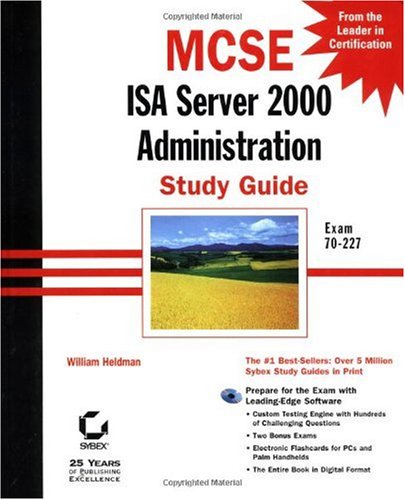 Copyrighted Material
From the
Leader in
Certification
MCSE
ISA Server 2000
Administration
Study Guide
Exam
70-227
William Heldman
The #1 Best-Sellers: Over 5 Million
Sybex Study Guides in Print
Prepare for the Exam with
Leading-Edge Software
• Custom Testing Engine with Hundreds
of Challenging Questions
• Two Bonus Exams
• Electronic Flashcards for PCs and
Palm Handhelds
• The Entire Book in Digital Format
SYBEX®
25 YEARS
OF PUBLISHING
EXCELLENCE
Copyrighted Material